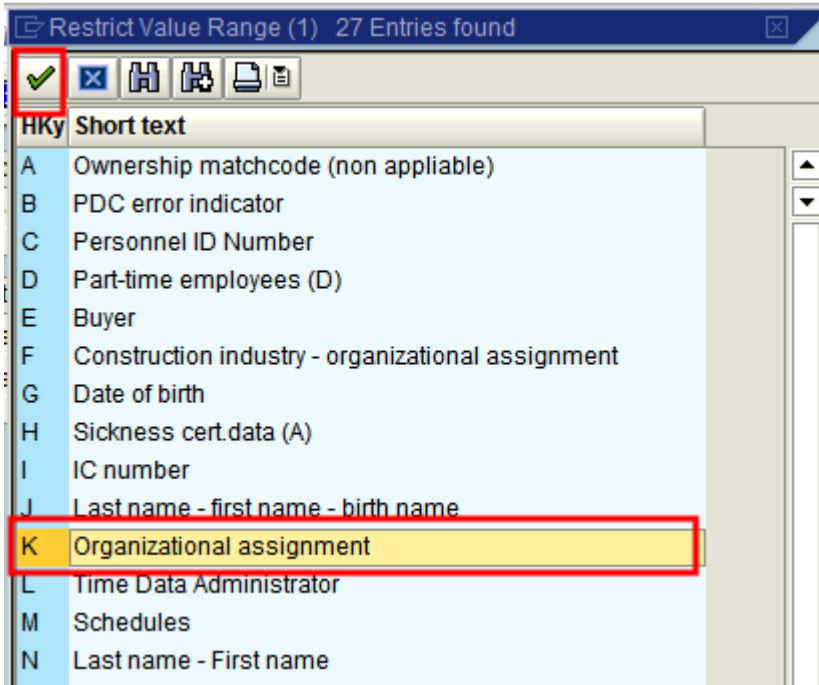 Restrict Value Range (1) 27 Entries found
HKy Short text
A Ownership matchcode (non appliable)
B PDC error indicator
C Personnel ID Number
D Part-time employees (D)
E Buyer
F Construction industry - organizational assignment
G Date of birth
H Sickness cert.data (A)
I IC number
J Last name - first name - birth name
K Organizational assignment
L Time Data Administrator
M Schedules
N Last name - First name